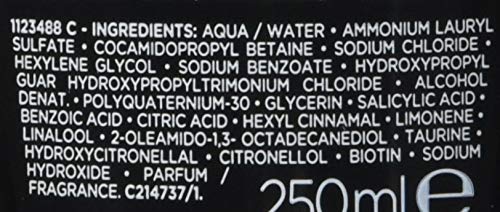 1123488 C - INGREDIENTS: AQUA / WATER • AMMONIUM LAURYL
SULFATE • COCAMIDOPROPYL BETAINE • SODIUM CHLORIDE •
HEXYLENE GLYCOL • SODIUM BENZOATE • HYDROXYPROPYL
GUAR HYDROXYPROPYLTRIMONIUM CHLORIDE • ALCOHOL
DENAT. • POLYQUATERNIUM-30 • GLYCERIN • SALICYLIC ACID •
BENZOIC ACID • CITRIC ACID • HEXYL CINNAMAL • LIMONENE •
LINALOOL • 2-OLEAMIDO-1,3- OCTADECANEDIOL • TAURINE •
HYDROXYCITRONELLAL • CITRONELLOL • BIOTIN • SODIUM
HYDROXIDE • PARFUM /
FRAGRANCE. C214737/1.
250ml e